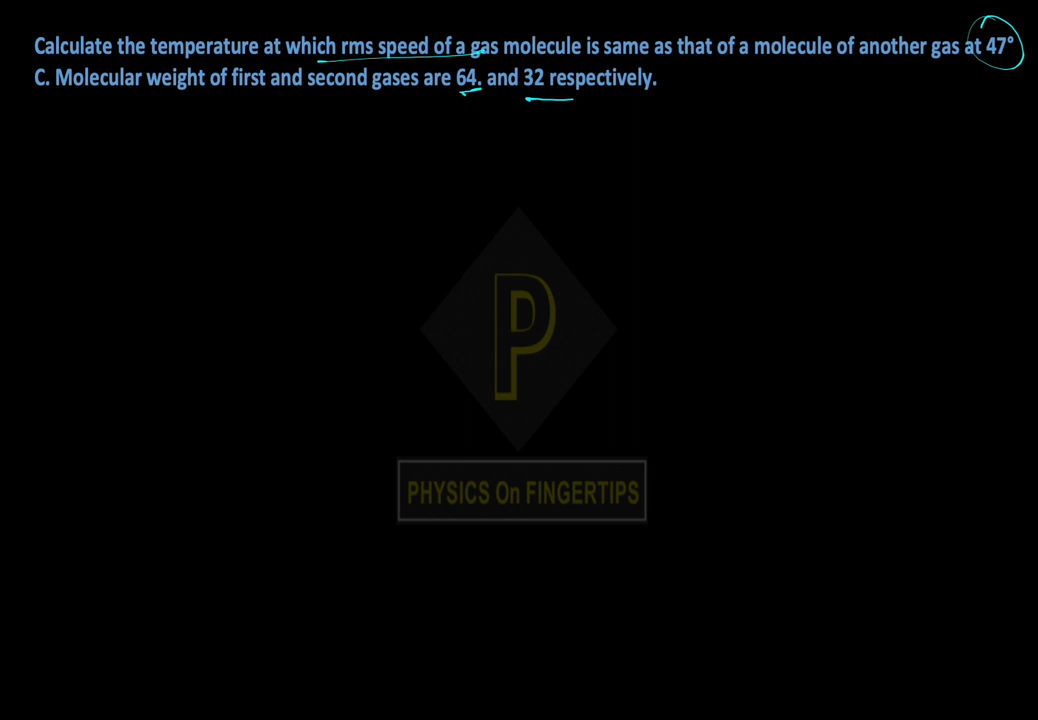 Calculate the temperature at which rms speed of a gas molecule is same as that of a molecule of another gas at 47°
C. Molecular weight of first and second gases are 64. and 32 respectively.
P
PHYSICS On FINGERTIPS